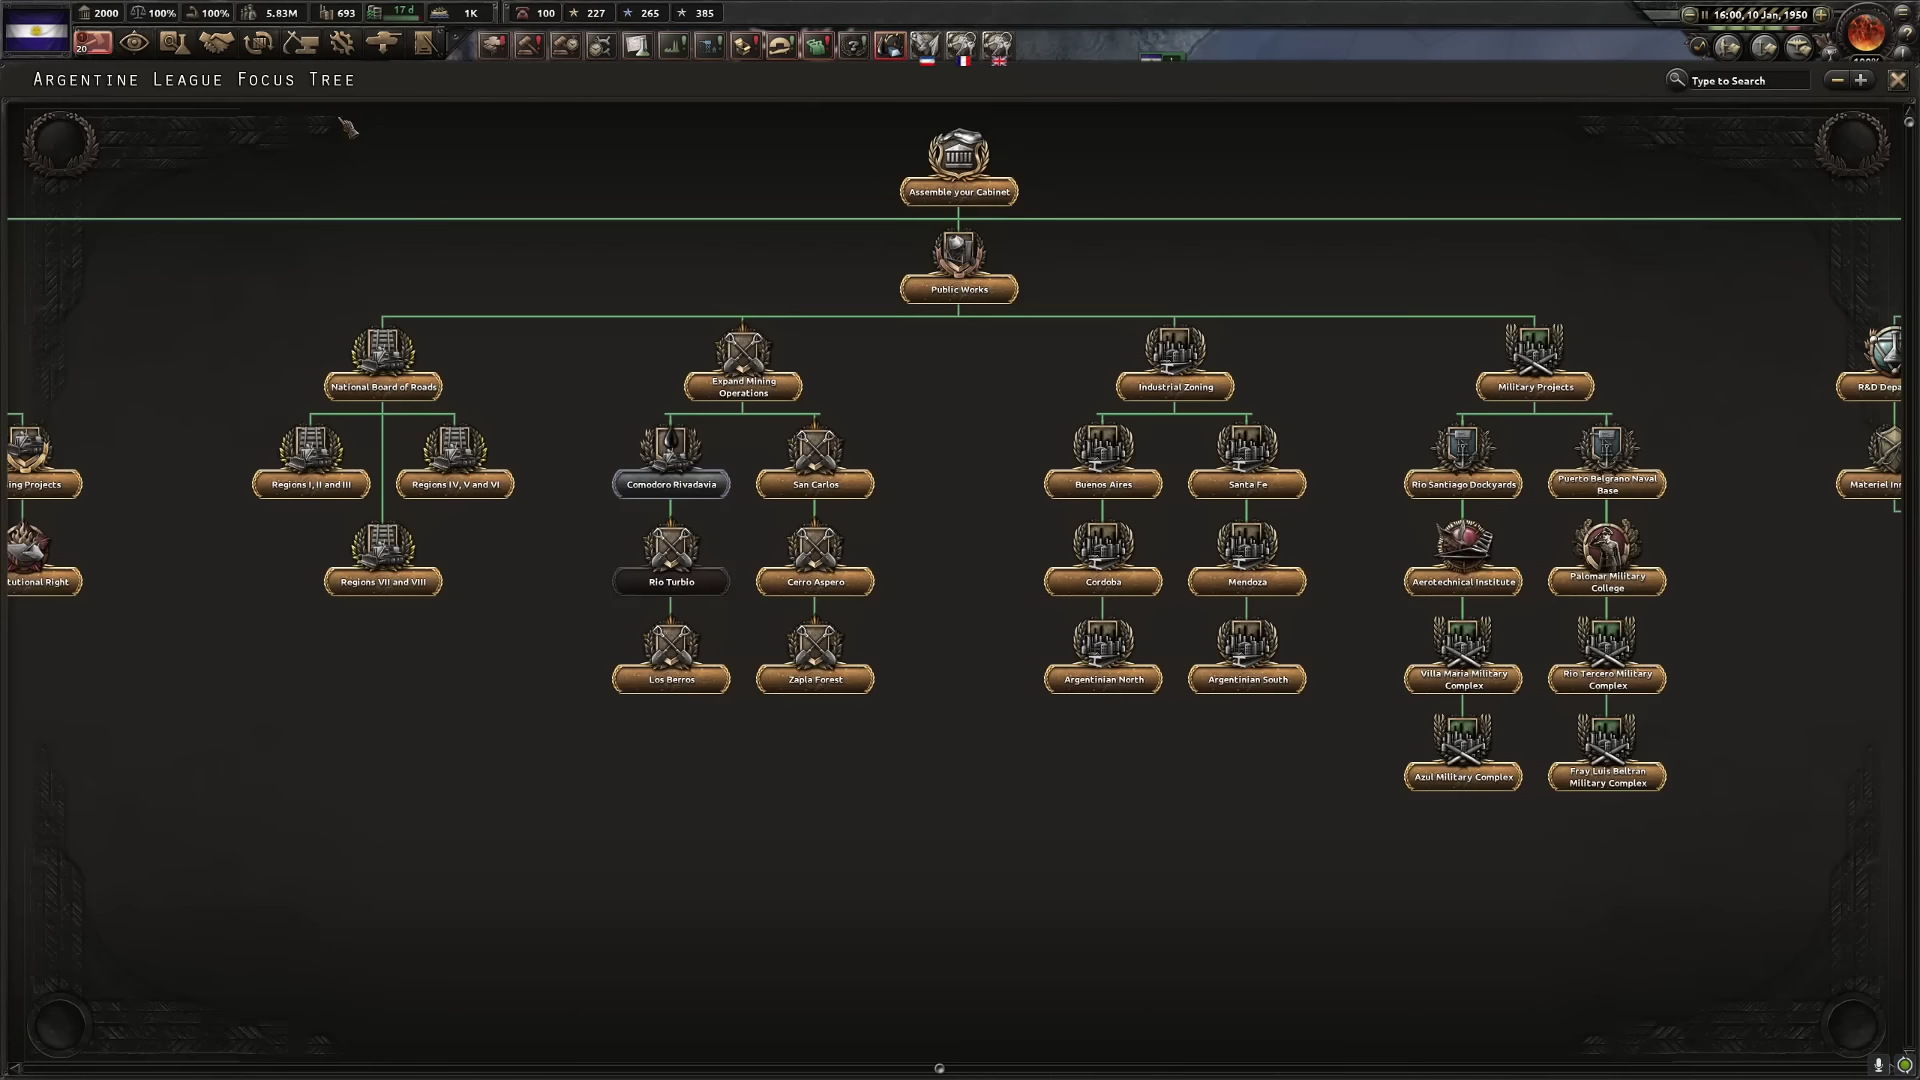 2000 100% 100% 5.83M 693 17 d 1K 100 227 265 385 16:00, 10 Jan, 1950
20
Argentine League Focus Tree
Type to Search
Assemble your Cabinet
Public Works
National Board of Roads
Expand Mining
Operations
Industrial Zoning
Military Projects
R&D Depa
ing Projects
Regions I, II and III
Regions IV, V and VI
Comodoro Rivadavia
San Carlos
Buenos Aires
Santa Fe
Rio Santiago Dockyards
Puerto Belgrano Naval
Base
Materiel Inn
tutional Right
Regions VII and VIII
Rio Turbio
Cerro Aspero
Cordoba
Mendoza
Aerotechnical Institute
Palomar Military
College
Los Berros
Zapla Forest
Argentinian North
Argentinian South
Villa Maria Military
Complex
Rio Tercero Military
Complex
Azul Military Complex
Fray Luis Beltran
Military Complex